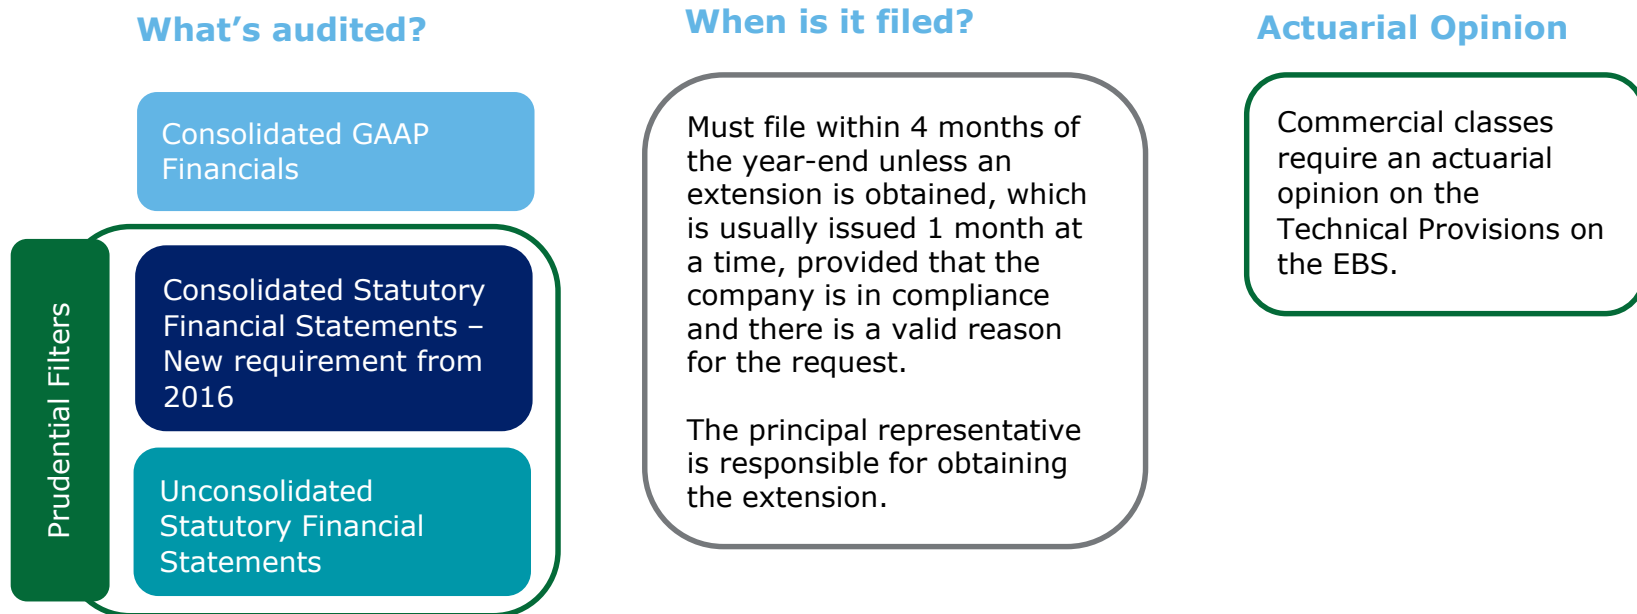 What’s audited?
Consolidated GAAP
Financials
Prudential Filters
Consolidated Statutory
Financial Statements –
New requirement from
2016
Unconsolidated
Statutory Financial
Statements
When is it filed?
Must file within 4 months of
the year-end unless an
extension is obtained, which
is usually issued 1 month at
a time, provided that the
company is in compliance
and there is a valid reason
for the request.
The principal representative
is responsible for obtaining
the extension.
Actuarial Opinion
Commercial classes
require an actuarial
opinion on the
Technical Provisions on
the EBS.